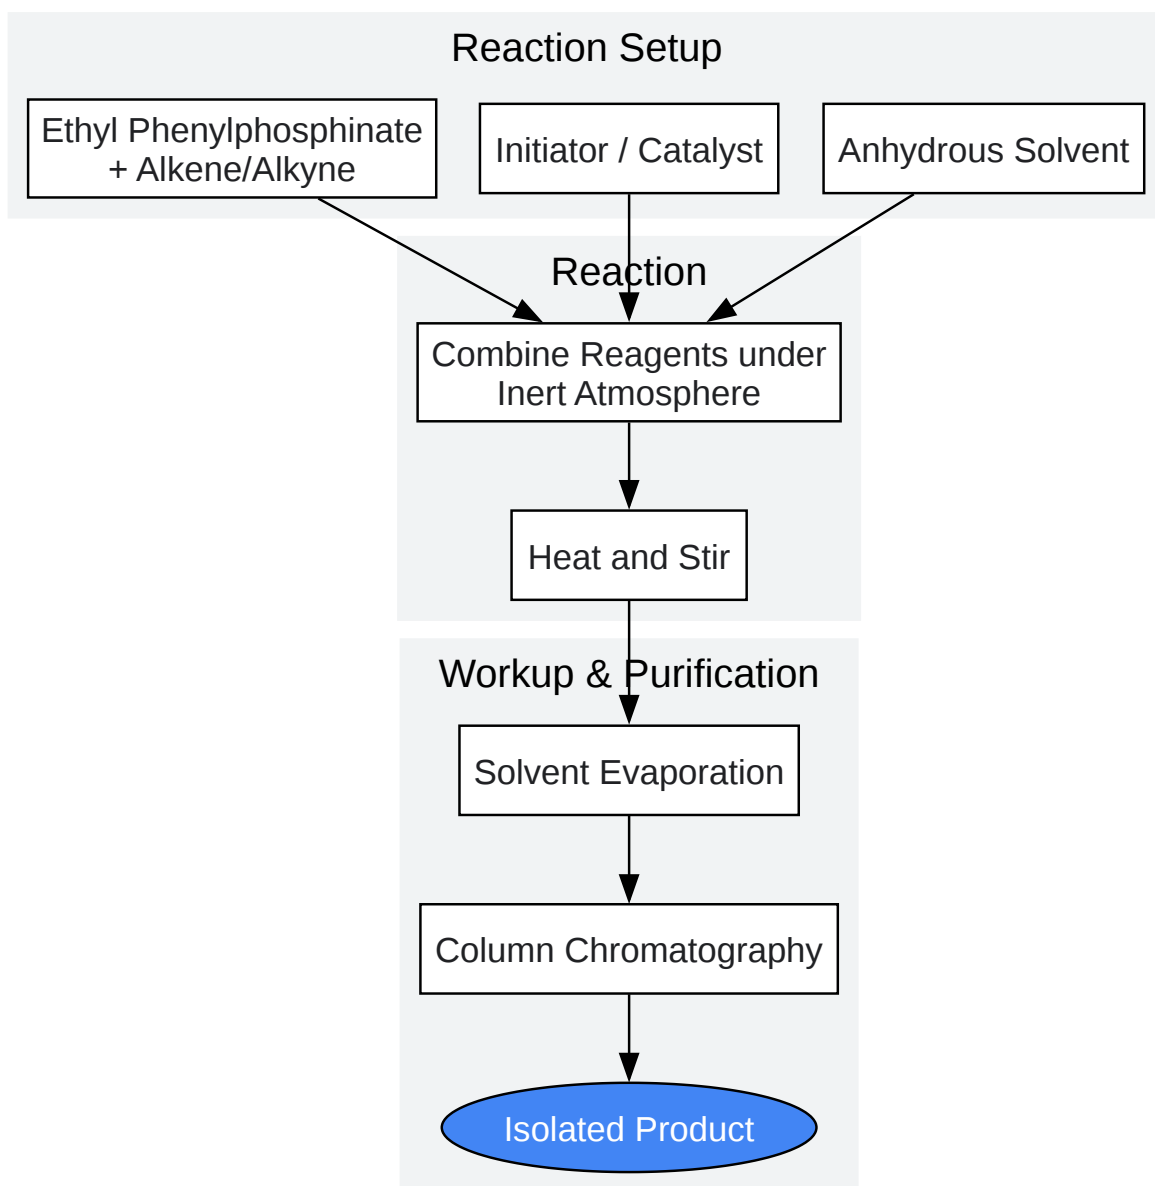 Reaction Setup
Ethyl Phenylphosphinate
+ Alkene/Alkyne
Initiator / Catalyst
Anhydrous Solvent
Reaction
Combine Reagents under
Inert Atmosphere
Heat and Stir
Workup & Purification
Solvent Evaporation
Column Chromatography
Isolated Product